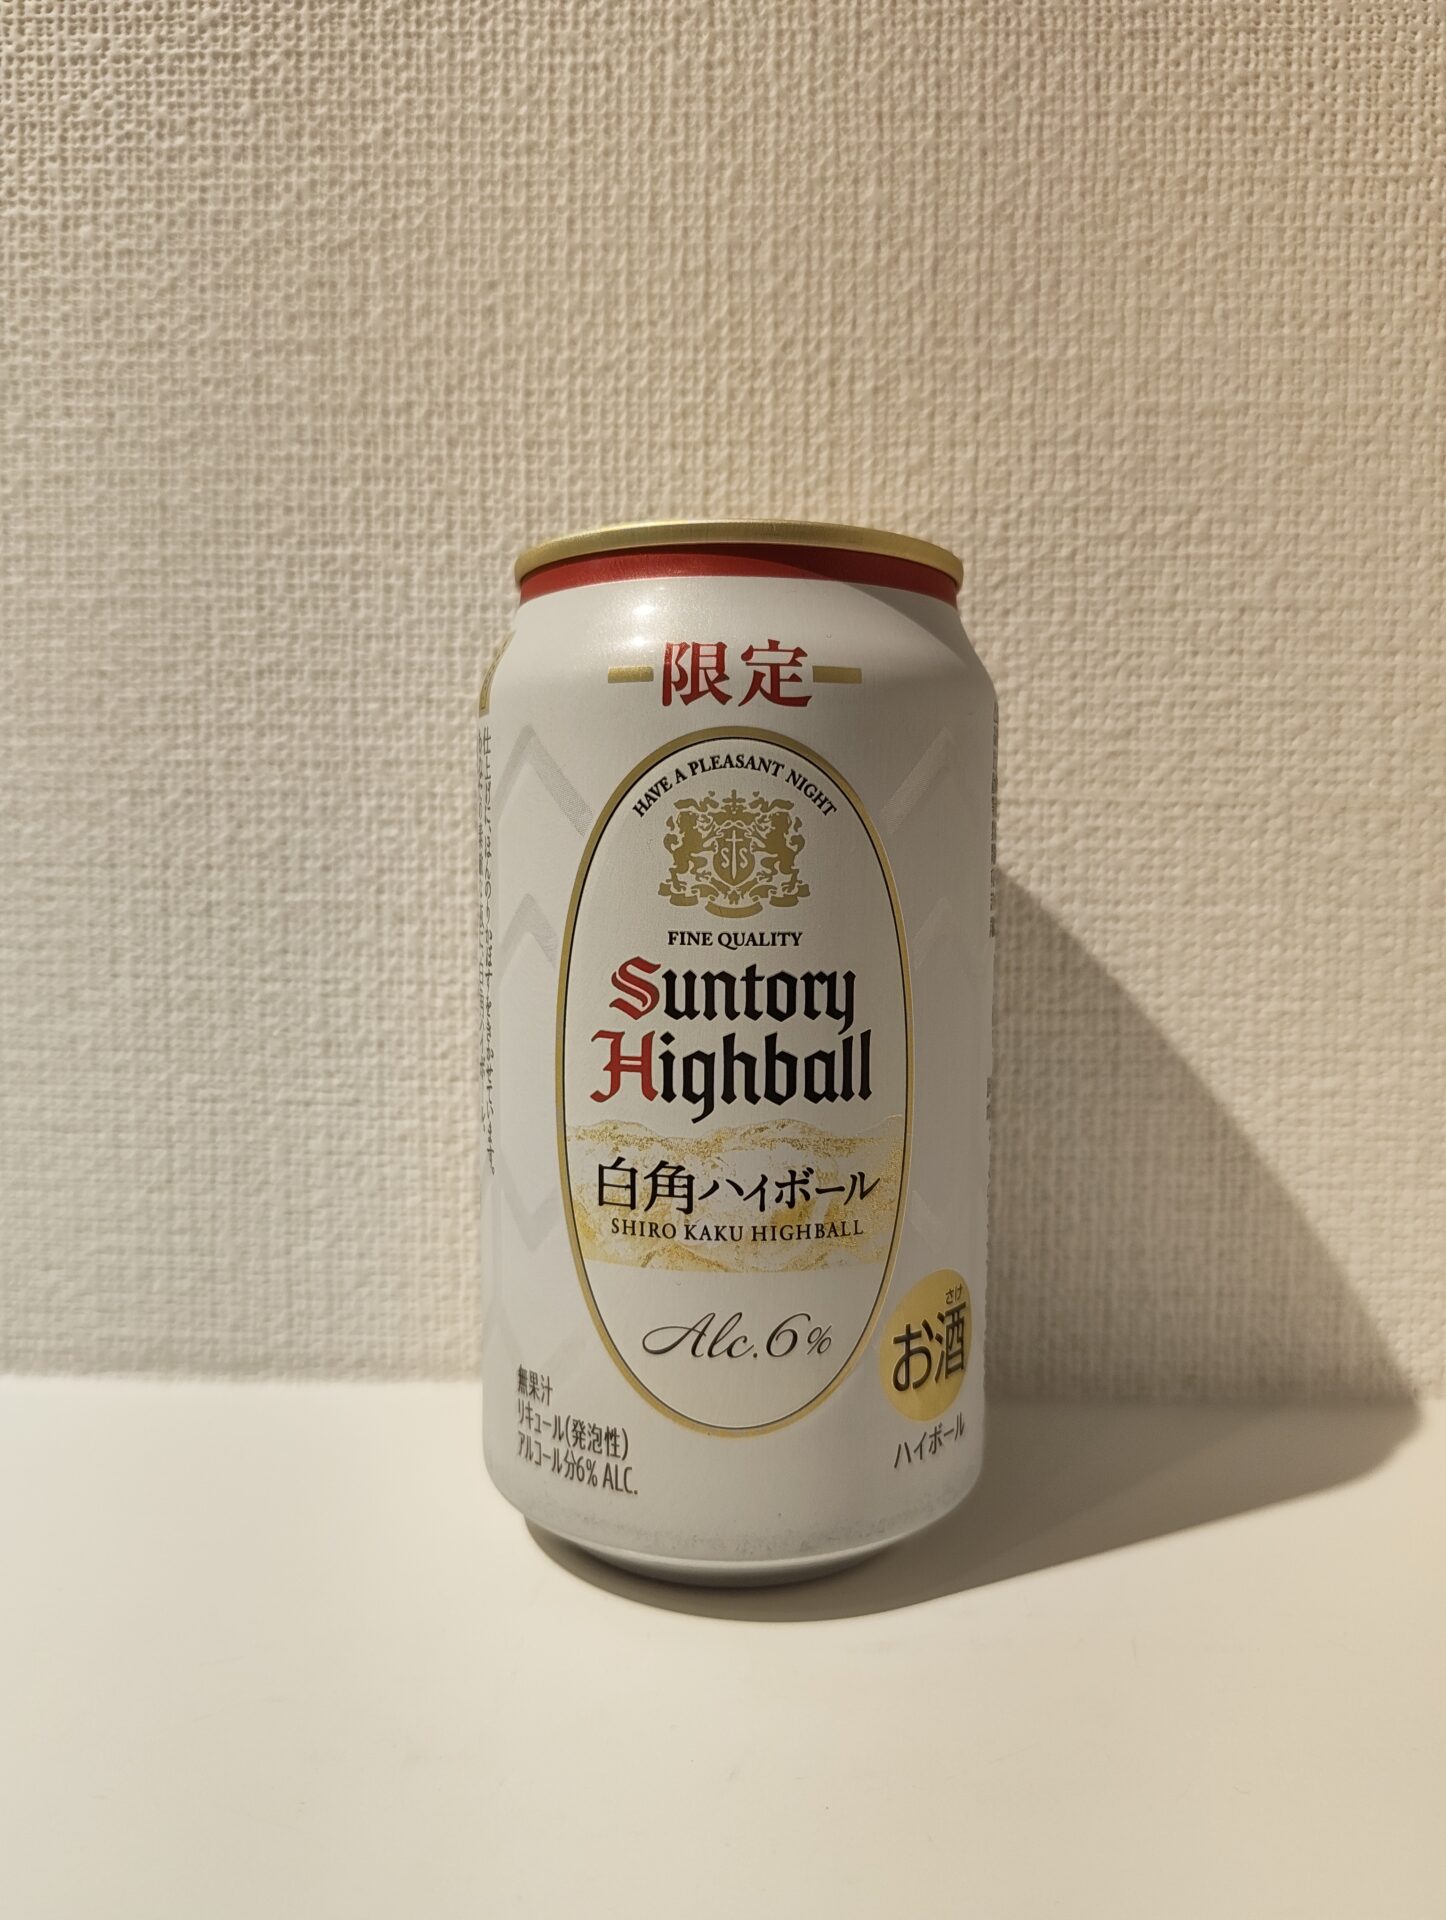 限定
HAVE A PLEASANT NIGHT
STS
FINE QUALITY
Suntory
Highball
白角ハイボール
SHIRO KAKU HIGHBALL
Alc.6%
さけ
お酒
ハイボール
無果汁
リキュール(発泡性)
アルコール分6% ALC.